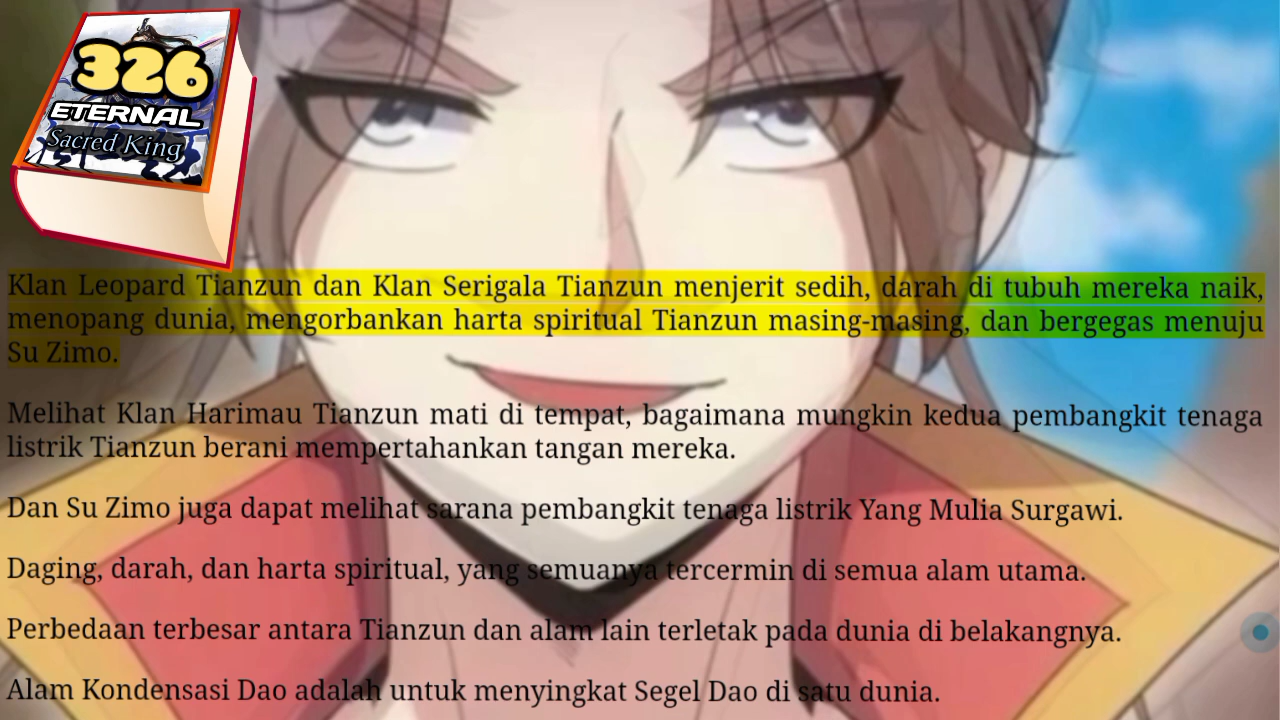 326
ETERNAL
Sacred King
Klan Leopard Tianzun dan Klan Serigala Tianzun menjerit sedih, darah di tubuh mereka naik,
menopang dunia, mengorbankan harta spiritual Tianzun masing-masing, dan bergegas menuju
Su Zimo.
Melihat Klan Harimau Tianzun mati di tempat, bagaimana mungkin kedua pembangkit tenaga
listrik Tianzun berani mempertahankan tangan mereka.
Dan Su Zimo juga dapat melihat sarana pembangkit tenaga listrik Yang Mulia Surgawi.
Daging, darah, dan harta spiritual, yang semuanya tercermin di semua alam utama.
Perbedaan terbesar antara Tianzun dan alam lain terletak pada dunia di belakangnya.
Alam Kondensasi Dao adalah untuk menyingkat Segel Dao di satu dunia.